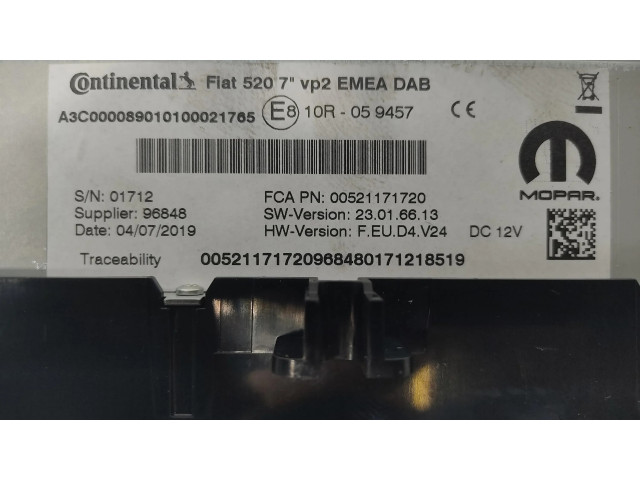 Continental Fiat 520 7" vp2 EMEA DAB
A3C000089010100021765 E8 10R - 05 9457 CE
MOPAR.
S/N: 01712 FCA PN: 00521171720
Supplier: 96848 SW-Version: 23.01.66.13
Date: 04/07/2019 HW-Version: F.EU.D4.V24 DC 12V
Traceability 00521171720968480171218519